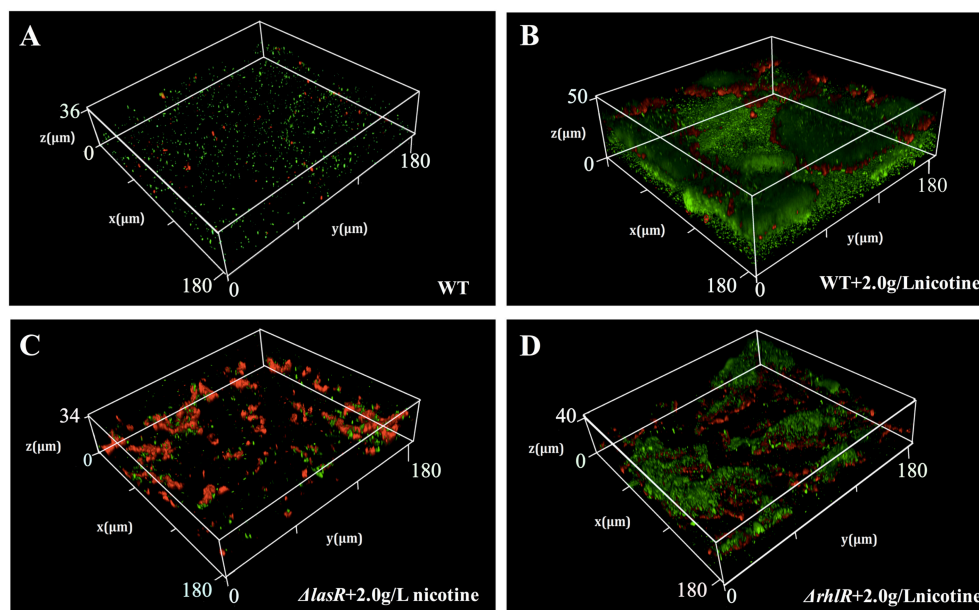 A
36
z(μm)
0
x(μm)
180
0
y(μm)
180
WT
B
50
z(μm)
0
x(μm)
180
0
y(μm)
180
WT+2.0g/Lnicotine
C
34
z(μm)
0
x(μm)
180
0
y(μm)
180
ΔlasR+2.0g/L nicotine
D
40
z(μm)
0
x(μm)
180
0
y(μm)
180
ΔrhlR+2.0g/Lnicotine